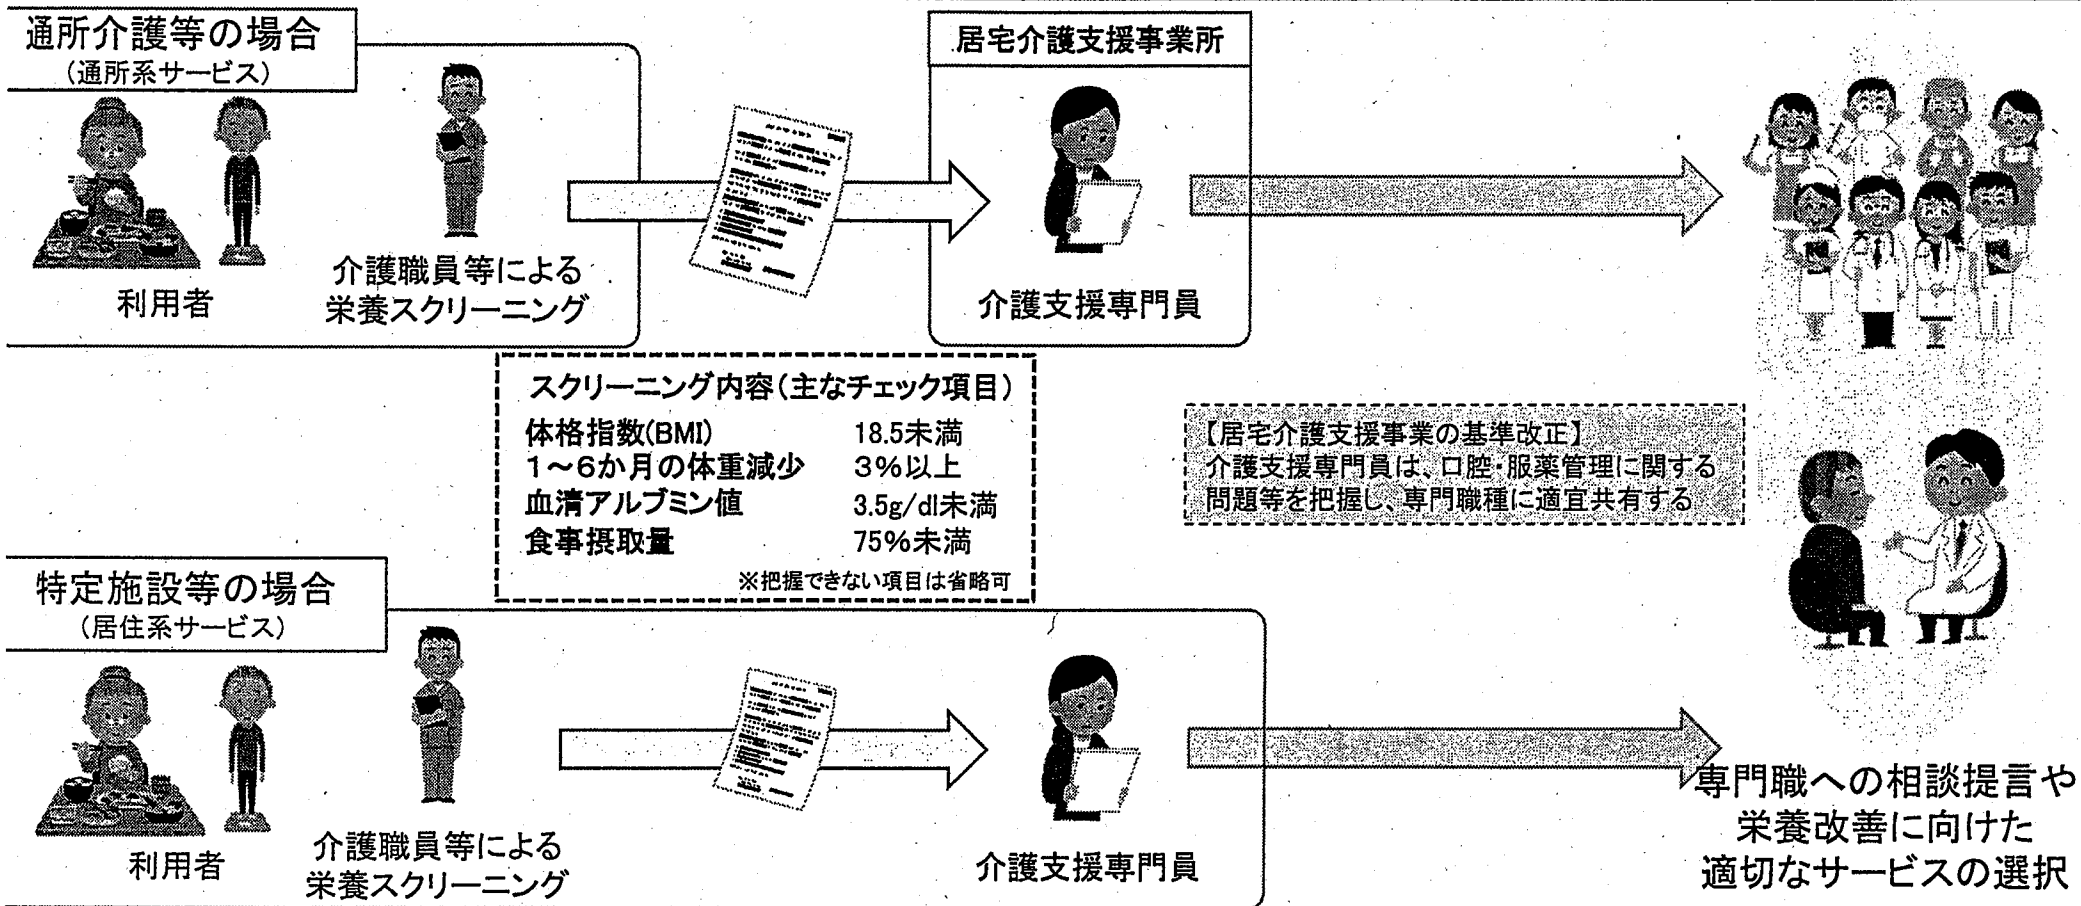 通所介護等の場合
（通所系サービス）
利用者
介護職員等による
栄養スクリーニング
居宅介護支援事業所
介護支援専門員
スクリーニング内容（主なチェック項目）
体格指数(BMI) 18.5未満
1～6か月の体重減少 3%以上
血清アルブミン値 3.5g/dl未満
食事摂取量 75%未満
※把握できない項目は省略可
【居宅介護支援事業の基準改正】
介護支援専門員は、口腔・服薬管理に関する
問題等を把握し、専門職種に適宜共有する
特定施設等の場合
（居住系サービス）
利用者
介護職員等による
栄養スクリーニング
介護支援専門員
専門職への相談提言や
栄養改善に向けた
適切なサービスの選択